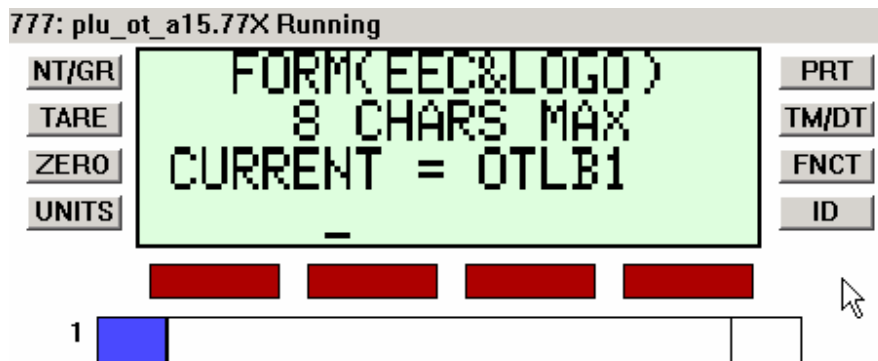 777: plu_ot_a15.77X Running
NT/GR
FORM(EEC&LOGO)
PRT
TARE
8 CHARS MAX
TM/DT
ZERO
CURRENT = OTLB1
FNCT
UNITS
_
ID
1